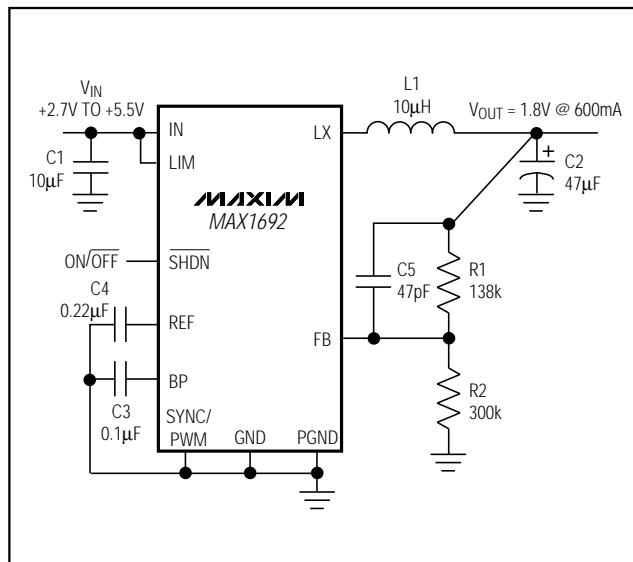 VIN
+2.7V TO +5.5V
L1
10µH
VOUT = 1.8V @ 600mA
IN
LX
LIM
C1
10µF
+
C2
47µF
MAXIM
MAX1692
ON/OFF
SHDN
C5
47pF
R1
138k
C4
0.22µF
REF
FB
BP
C3
0.1µF
SYNC/
PWM
GND
PGND
R2
300k